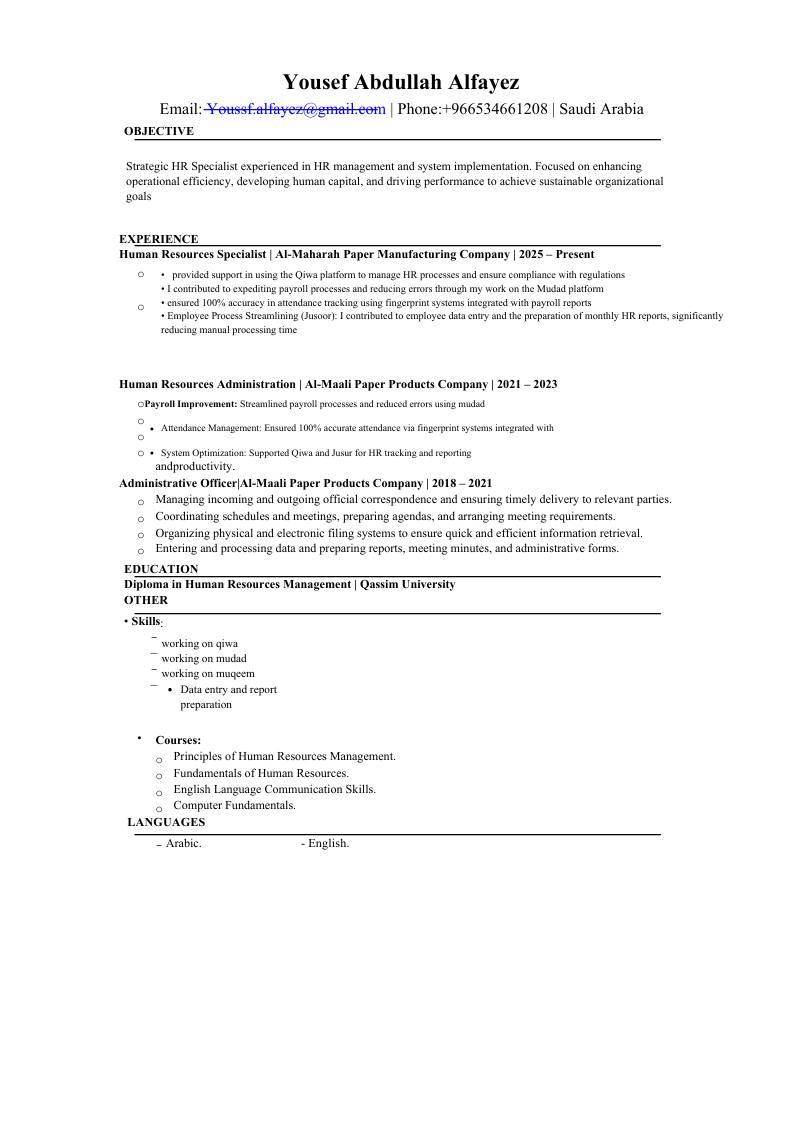 Yousef Abdullah Alfayez
Email: Youssf.alfayez@gmail.com | Phone:+966534661208 | Saudi Arabia
OBJECTIVE
Strategic HR Specialist experienced in HR management and system implementation. Focused on enhancing
operational efficiency, developing human capital, and driving performance to achieve sustainable organizational
goals
EXPERIENCE
Human Resources Specialist | Al-Maharah Paper Manufacturing Company | 2025 – Present
○ • provided support in using the Qiwa platform to manage HR processes and ensure compliance with regulations
• I contributed to expediting payroll processes and reducing errors through my work on the Mudad platform
○ • ensured 100% accuracy in attendance tracking using fingerprint systems integrated with payroll reports
• Employee Process Streamlining (Jusoor): I contributed to employee data entry and the preparation of monthly HR reports, significantly
reducing manual processing time
Human Resources Administration | Al-Maali Paper Products Company | 2021 – 2023
○Payroll Improvement: Streamlined payroll processes and reduced errors using mudad
○
○ • Attendance Management: Ensured 100% accurate attendance via fingerprint systems integrated with
○ • System Optimization: Supported Qiwa and Jusur for HR tracking and reporting
andproductivity.
Administrative Officer|Al-Maali Paper Products Company | 2018 – 2021
○ Managing incoming and outgoing official correspondence and ensuring timely delivery to relevant parties.
○ Coordinating schedules and meetings, preparing agendas, and arranging meeting requirements.
○ Organizing physical and electronic filing systems to ensure quick and efficient information retrieval.
○ Entering and processing data and preparing reports, meeting minutes, and administrative forms.
EDUCATION
Diploma in Human Resources Management | Qassim University
OTHER
• Skills:
– working on qiwa
– working on mudad
– working on muqeem
– • Data entry and report
preparation
• Courses:
○ Principles of Human Resources Management.
○ Fundamentals of Human Resources.
○ English Language Communication Skills.
○ Computer Fundamentals.
LANGUAGES
– Arabic. - English.